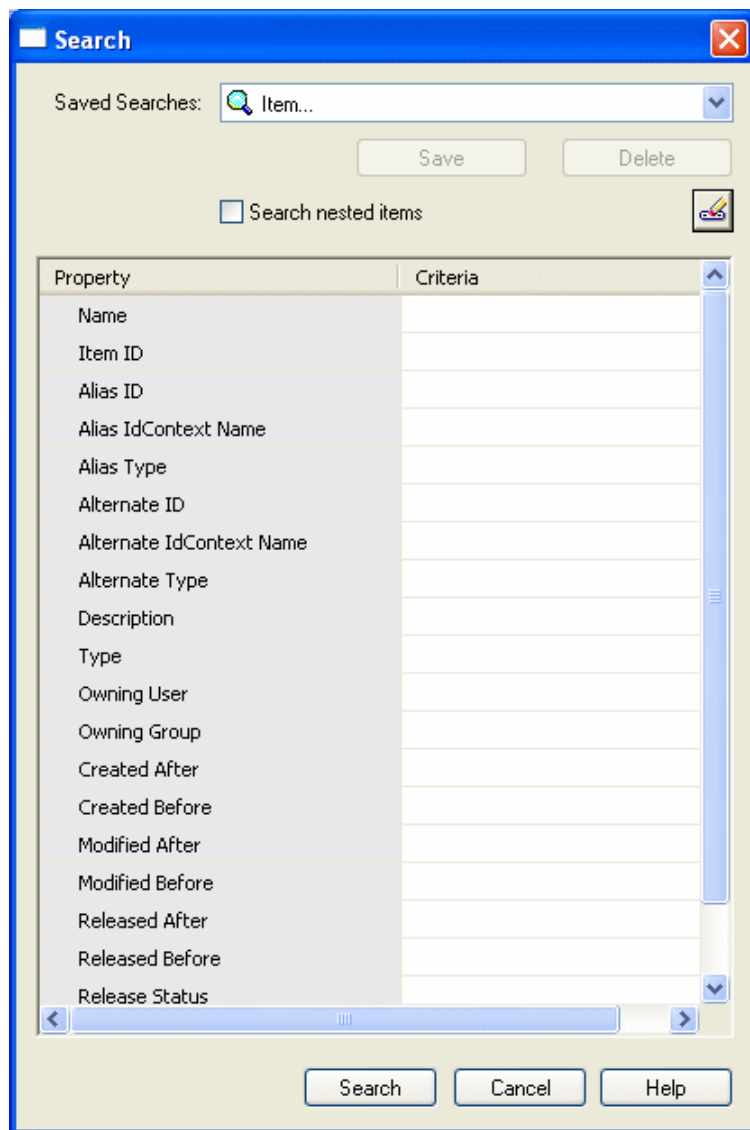 Search
Saved Searches: Item...
Save Delete
Search nested items
Property Criteria
Name
Item ID
Alias ID
Alias IdContext Name
Alias Type
Alternate ID
Alternate IdContext Name
Alternate Type
Description
Type
Owning User
Owning Group
Created After
Created Before
Modified After
Modified Before
Released After
Released Before
Release Status
Search Cancel Help